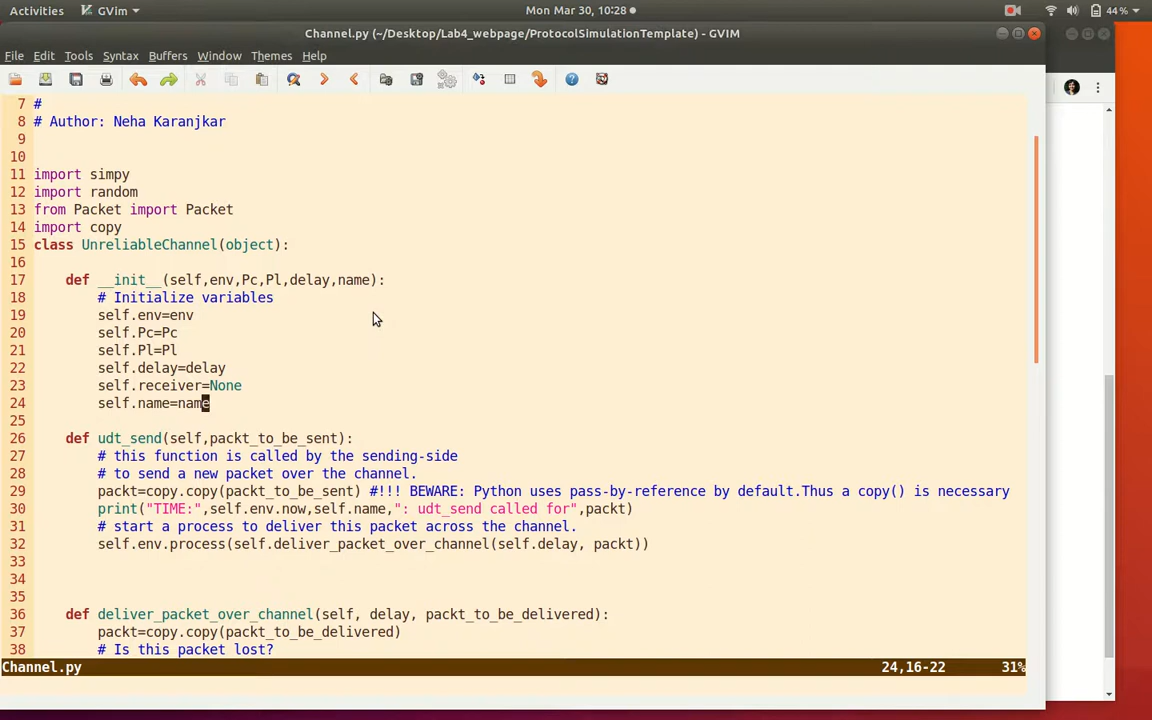 Activities GVim Mon Mar 30, 10:28 44%
Channel.py (~/Desktop/Lab4_webpage/ProtocolSimulationTemplate) - GVIM
File Edit Tools Syntax Buffers Window Themes Help
7 #
8 # Author: Neha Karanjkar
9
10
11 import simpy
12 import random
13 from Packet import Packet
14 import copy
15 class UnreliableChannel(object):
16
17     def __init__(self,env,Pc,Pl,delay,name):
18         # Initialize variables
19         self.env=env
20         self.Pc=Pc
21         self.Pl=Pl
22         self.delay=delay
23         self.receiver=None
24         self.name=name
25
26     def udt_send(self,packt_to_be_sent):
27         # this function is called by the sending-side
28         # to send a new packet over the channel.
29         packt=copy.copy(packt_to_be_sent) #!!! BEWARE: Python uses pass-by-reference by default.Thus a copy() is necessary
30         print("TIME:",self.env.now,self.name,": udt_send called for",packt)
31         # start a process to deliver this packet across the channel.
32         self.env.process(self.deliver_packet_over_channel(self.delay, packt))
33
34
35
36     def deliver_packet_over_channel(self, delay, packt_to_be_delivered):
37         packt=copy.copy(packt_to_be_delivered)
38         # Is this packet lost?
Channel.py 24,16-22 31%